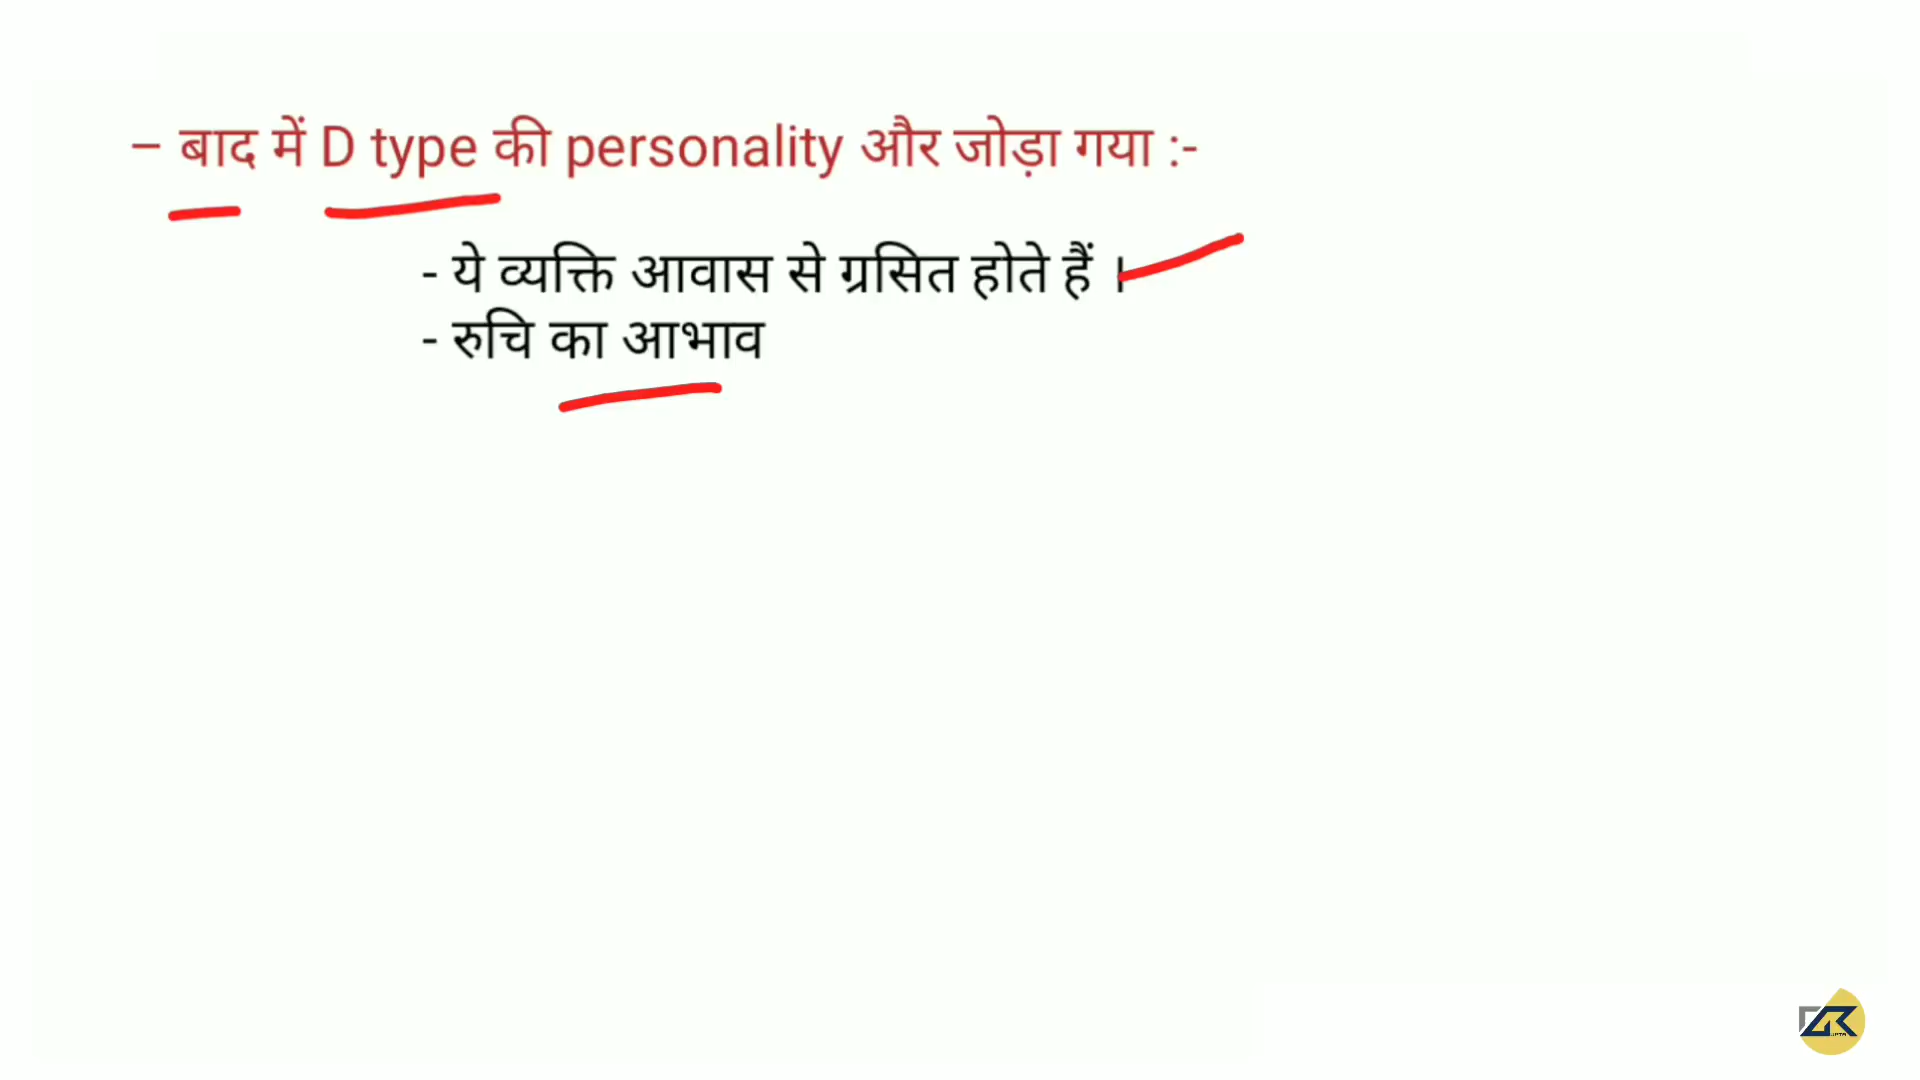 – बाद में D type की personality और जोड़ा गया :-
- ये व्यक्ति आवास से ग्रसित होते हैं ।
- रुचि का आभाव